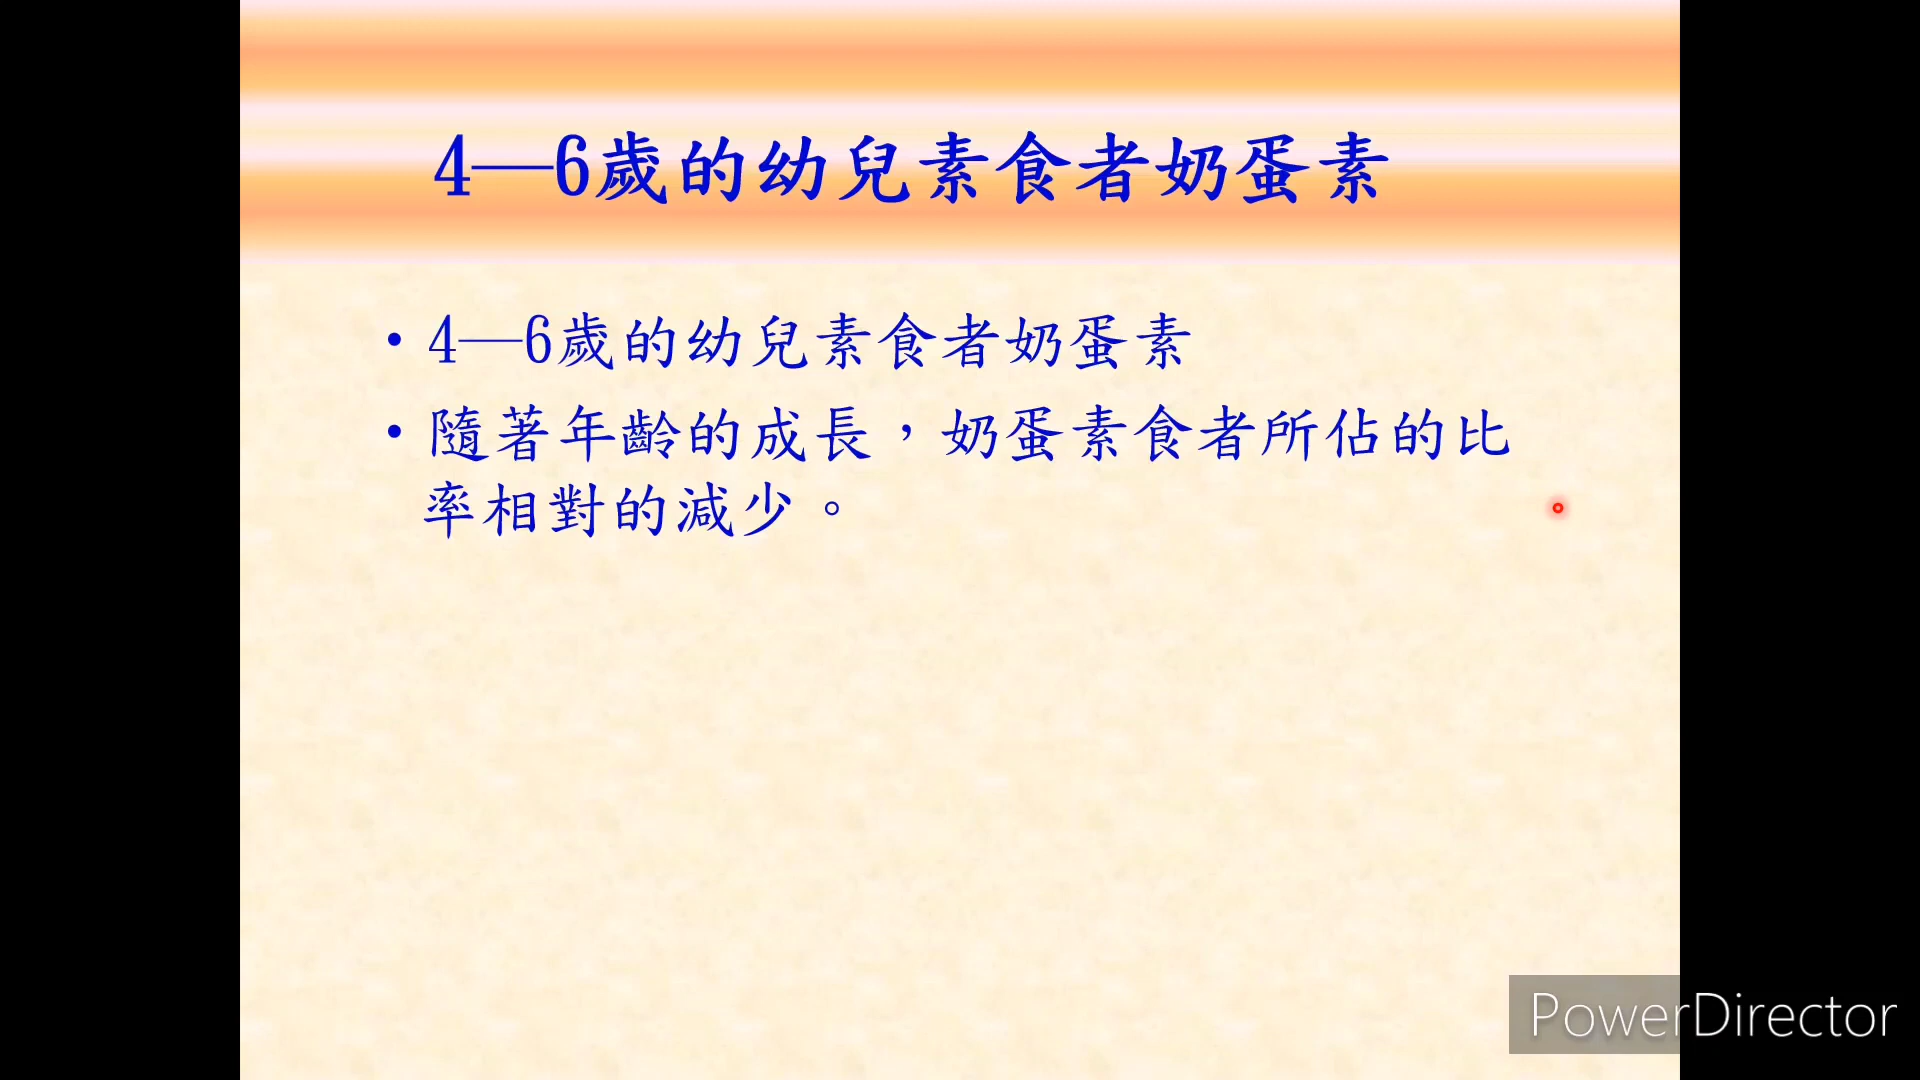 4—6歲的幼兒素食者奶蛋素
•4—6歲的幼兒素食者奶蛋素
•隨著年齡的成長，奶蛋素食者所佔的比
率相對的減少。
PowerDirector